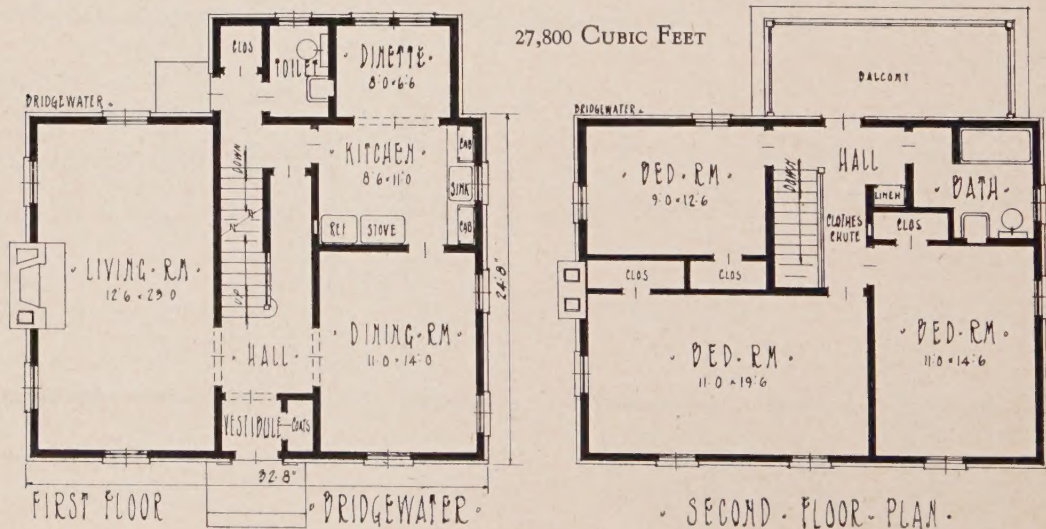 27,800 CUBIC FEET
CLOS
TOILET
DINETTE
8'0×6'6
BRIDGEWATER.
DOWN
KITCHEN
8'6×11'0
CAB
SINK
CAB
REF
STOVE
LIVING·RM
12'6×23'0
UP
HALL
DINING·RM
11'0×14'0
24'·8"
VESTIBULE
COATS
32'·8"
FIRST FLOOR
·BRIDGEWATER·
BALCONY
BRIDGEWATER.
·BED·RM·
9'0×12'6
DOWN
HALL
LINEN
BATH
CLOTHES
CHUTE
CLOS
CLOS
CLOS
·BED·RM·
11'0×19'6
BED·RM
11'0×14'6
·SECOND·FLOOR·PLAN·